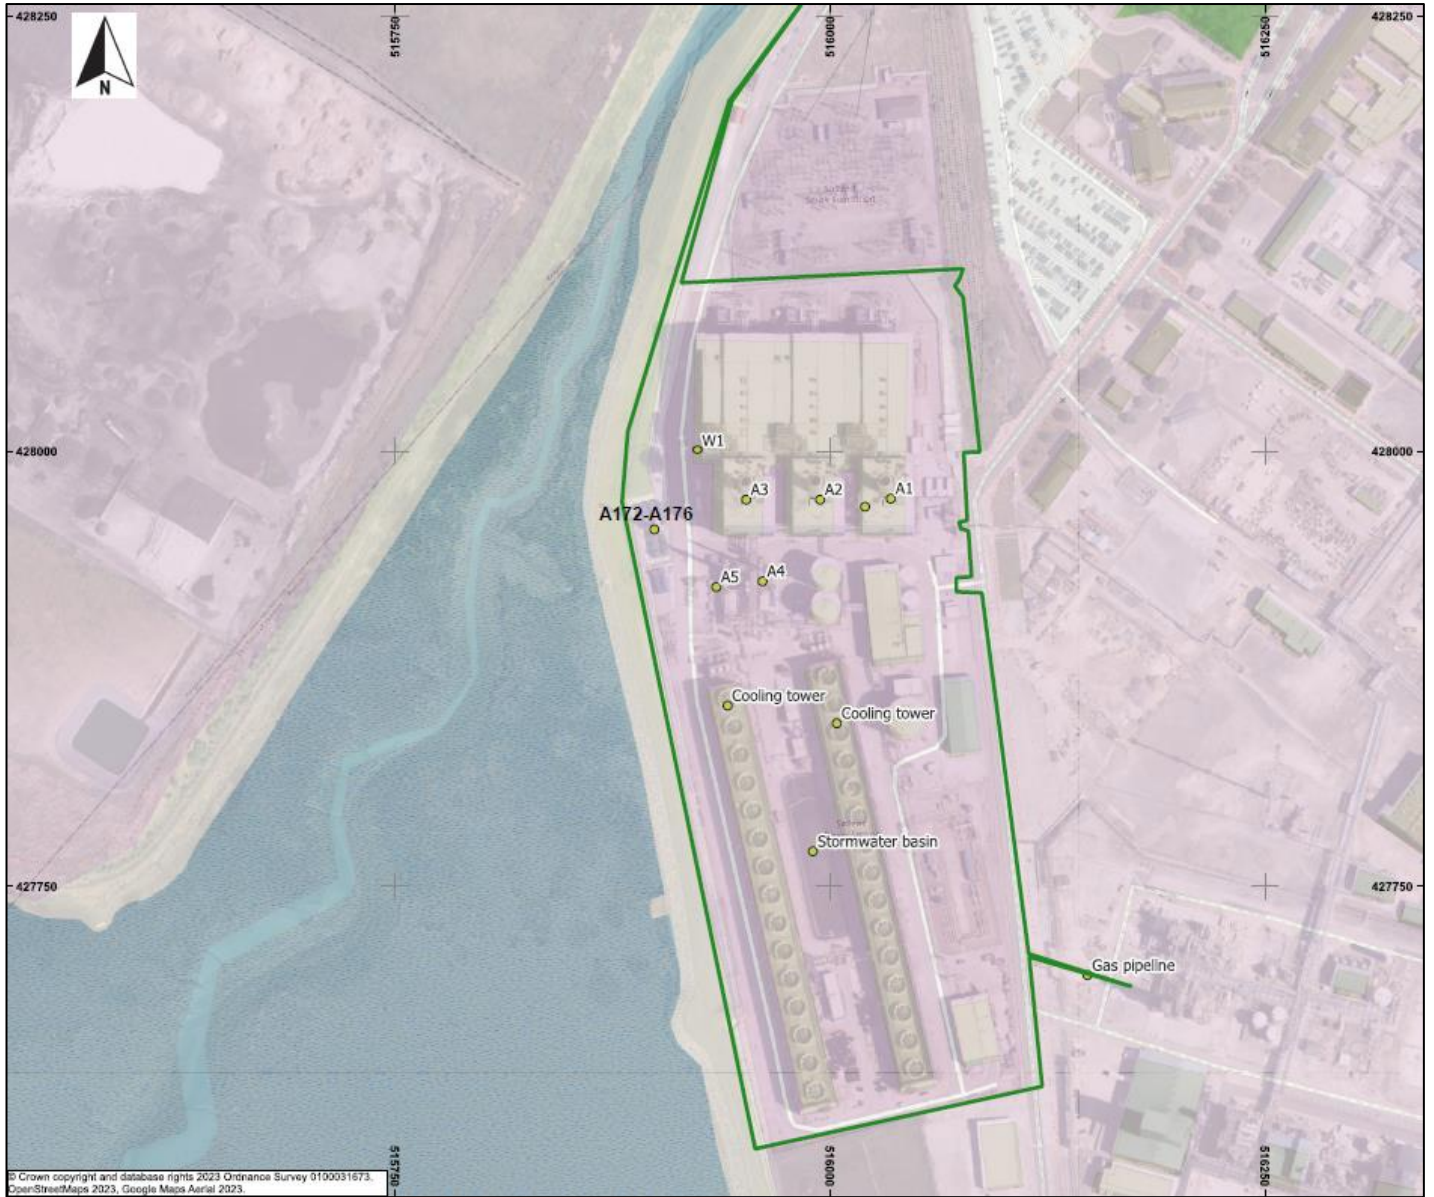 428250
515750
516000
516250
428250
N
W1
428000
428000
A3
A2
A1
A172-A176
A5
A4
Cooling tower
Cooling tower
Stormwater basin
427750
427750
Gas pipeline
515750
516000
516250
© Crown copyright and database rights 2023 Ordnance Survey 0100031673.
OpenStreetMaps 2023, Google Maps Aerial 2023.